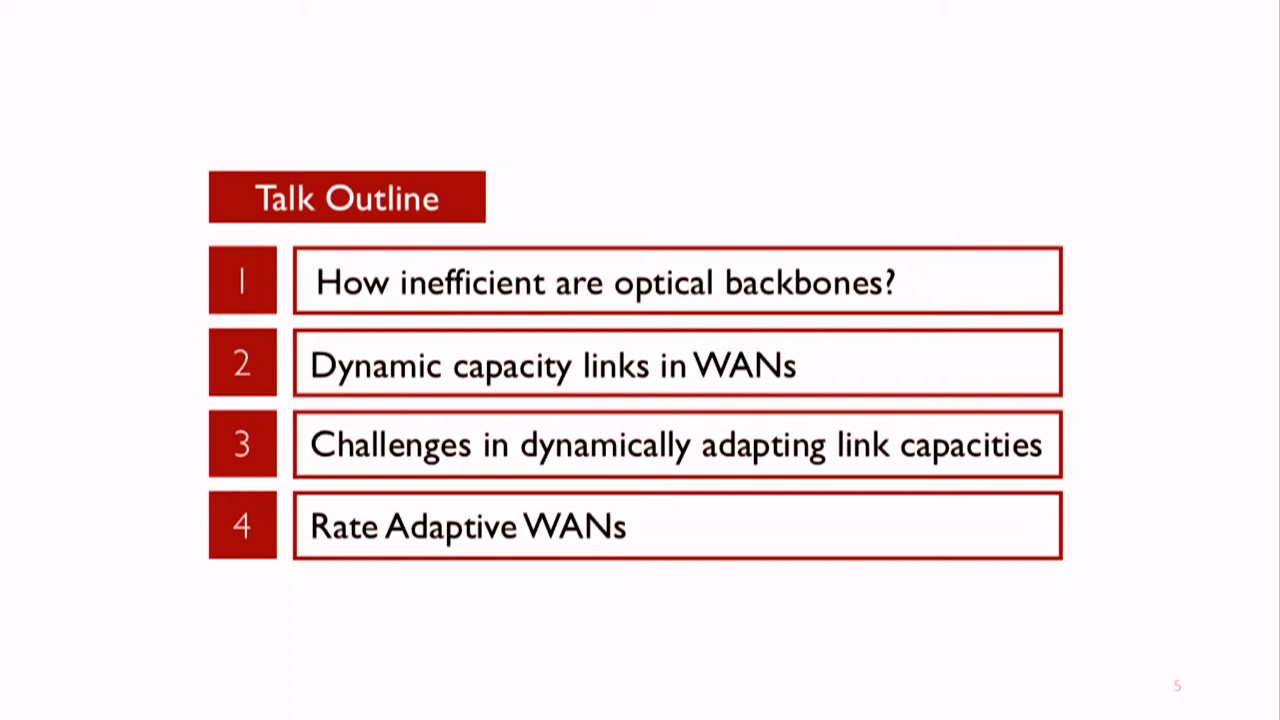 Talk Outline
1 How inefficient are optical backbones?
2 Dynamic capacity links in WANs
3 Challenges in dynamically adapting link capacities
4 Rate Adaptive WANs
5